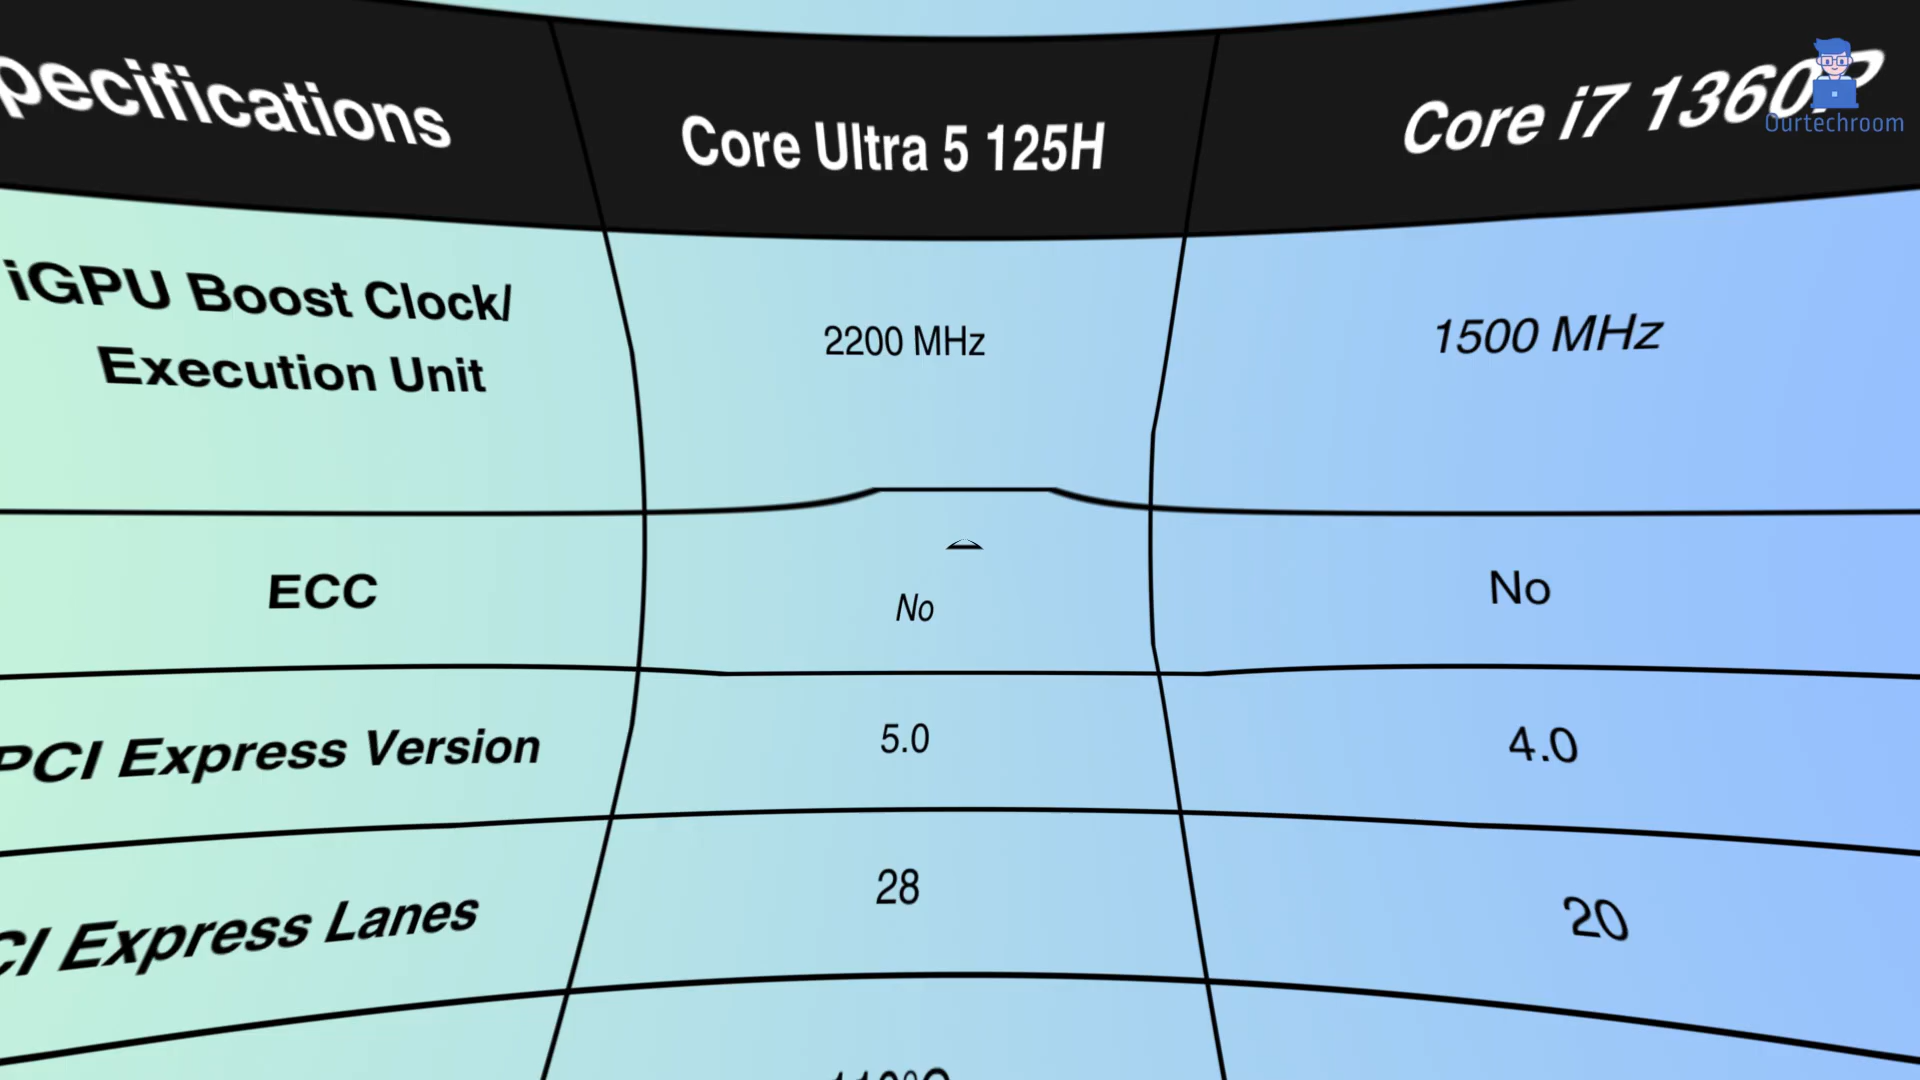 pecifications
Core Ultra 5 125H
Core i7 1360P
Ourtechroom
iGPU Boost Clock/
Execution Unit
2200 MHz
1500 MHz
ECC
No
No
PCI Express Version
5.0
4.0
CI Express Lanes
28
20